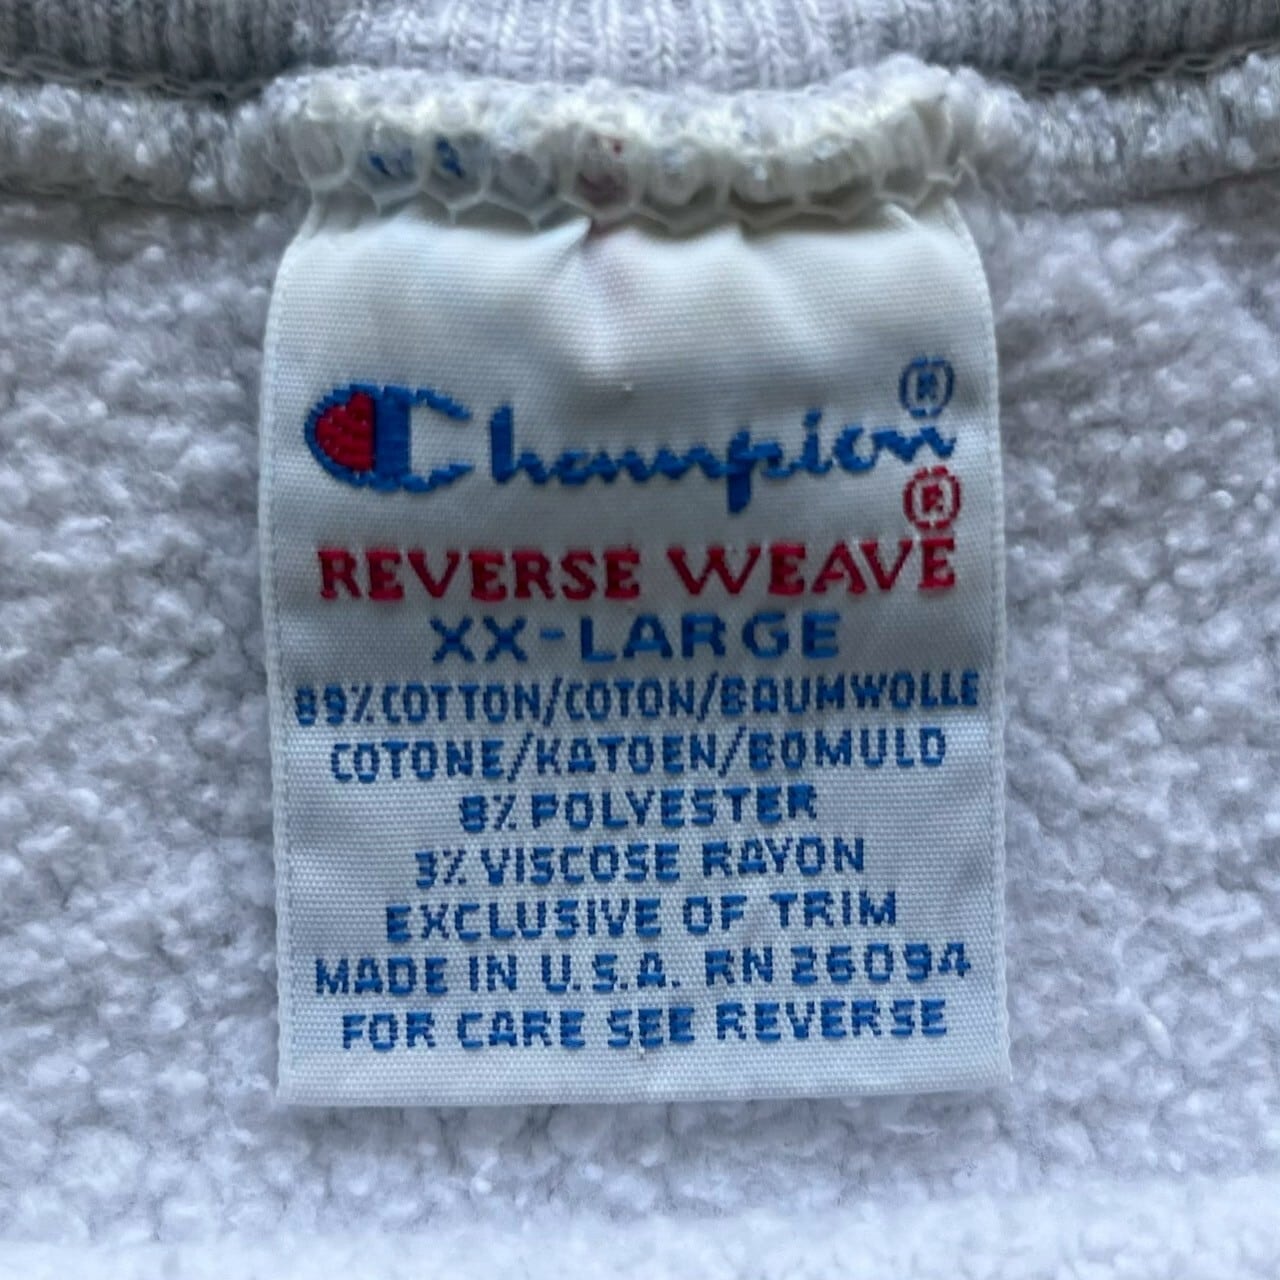 Champion®
REVERSE WEAVE®
XX-LARGE
89% COTTON/COTON/BAUMWOLLE
COTONE/KATOEN/BOMULD
8% POLYESTER
3% VISCOSE RAYON
EXCLUSIVE OF TRIM
MADE IN U.S.A. RN 26094
FOR CARE SEE REVERSE